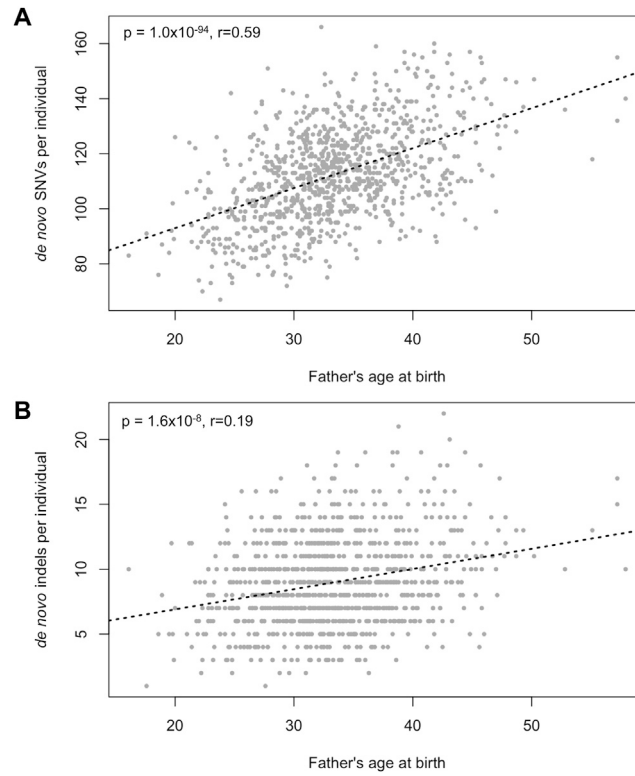 A
p = 1.0x10-94, r=0.59
160
140
120
100
80
de novo SNVs per individual
20 30 40 50
Father's age at birth
B
p = 1.6x10-8, r=0.19
20
15
10
5
de novo indels per individual
20 30 40 50
Father's age at birth